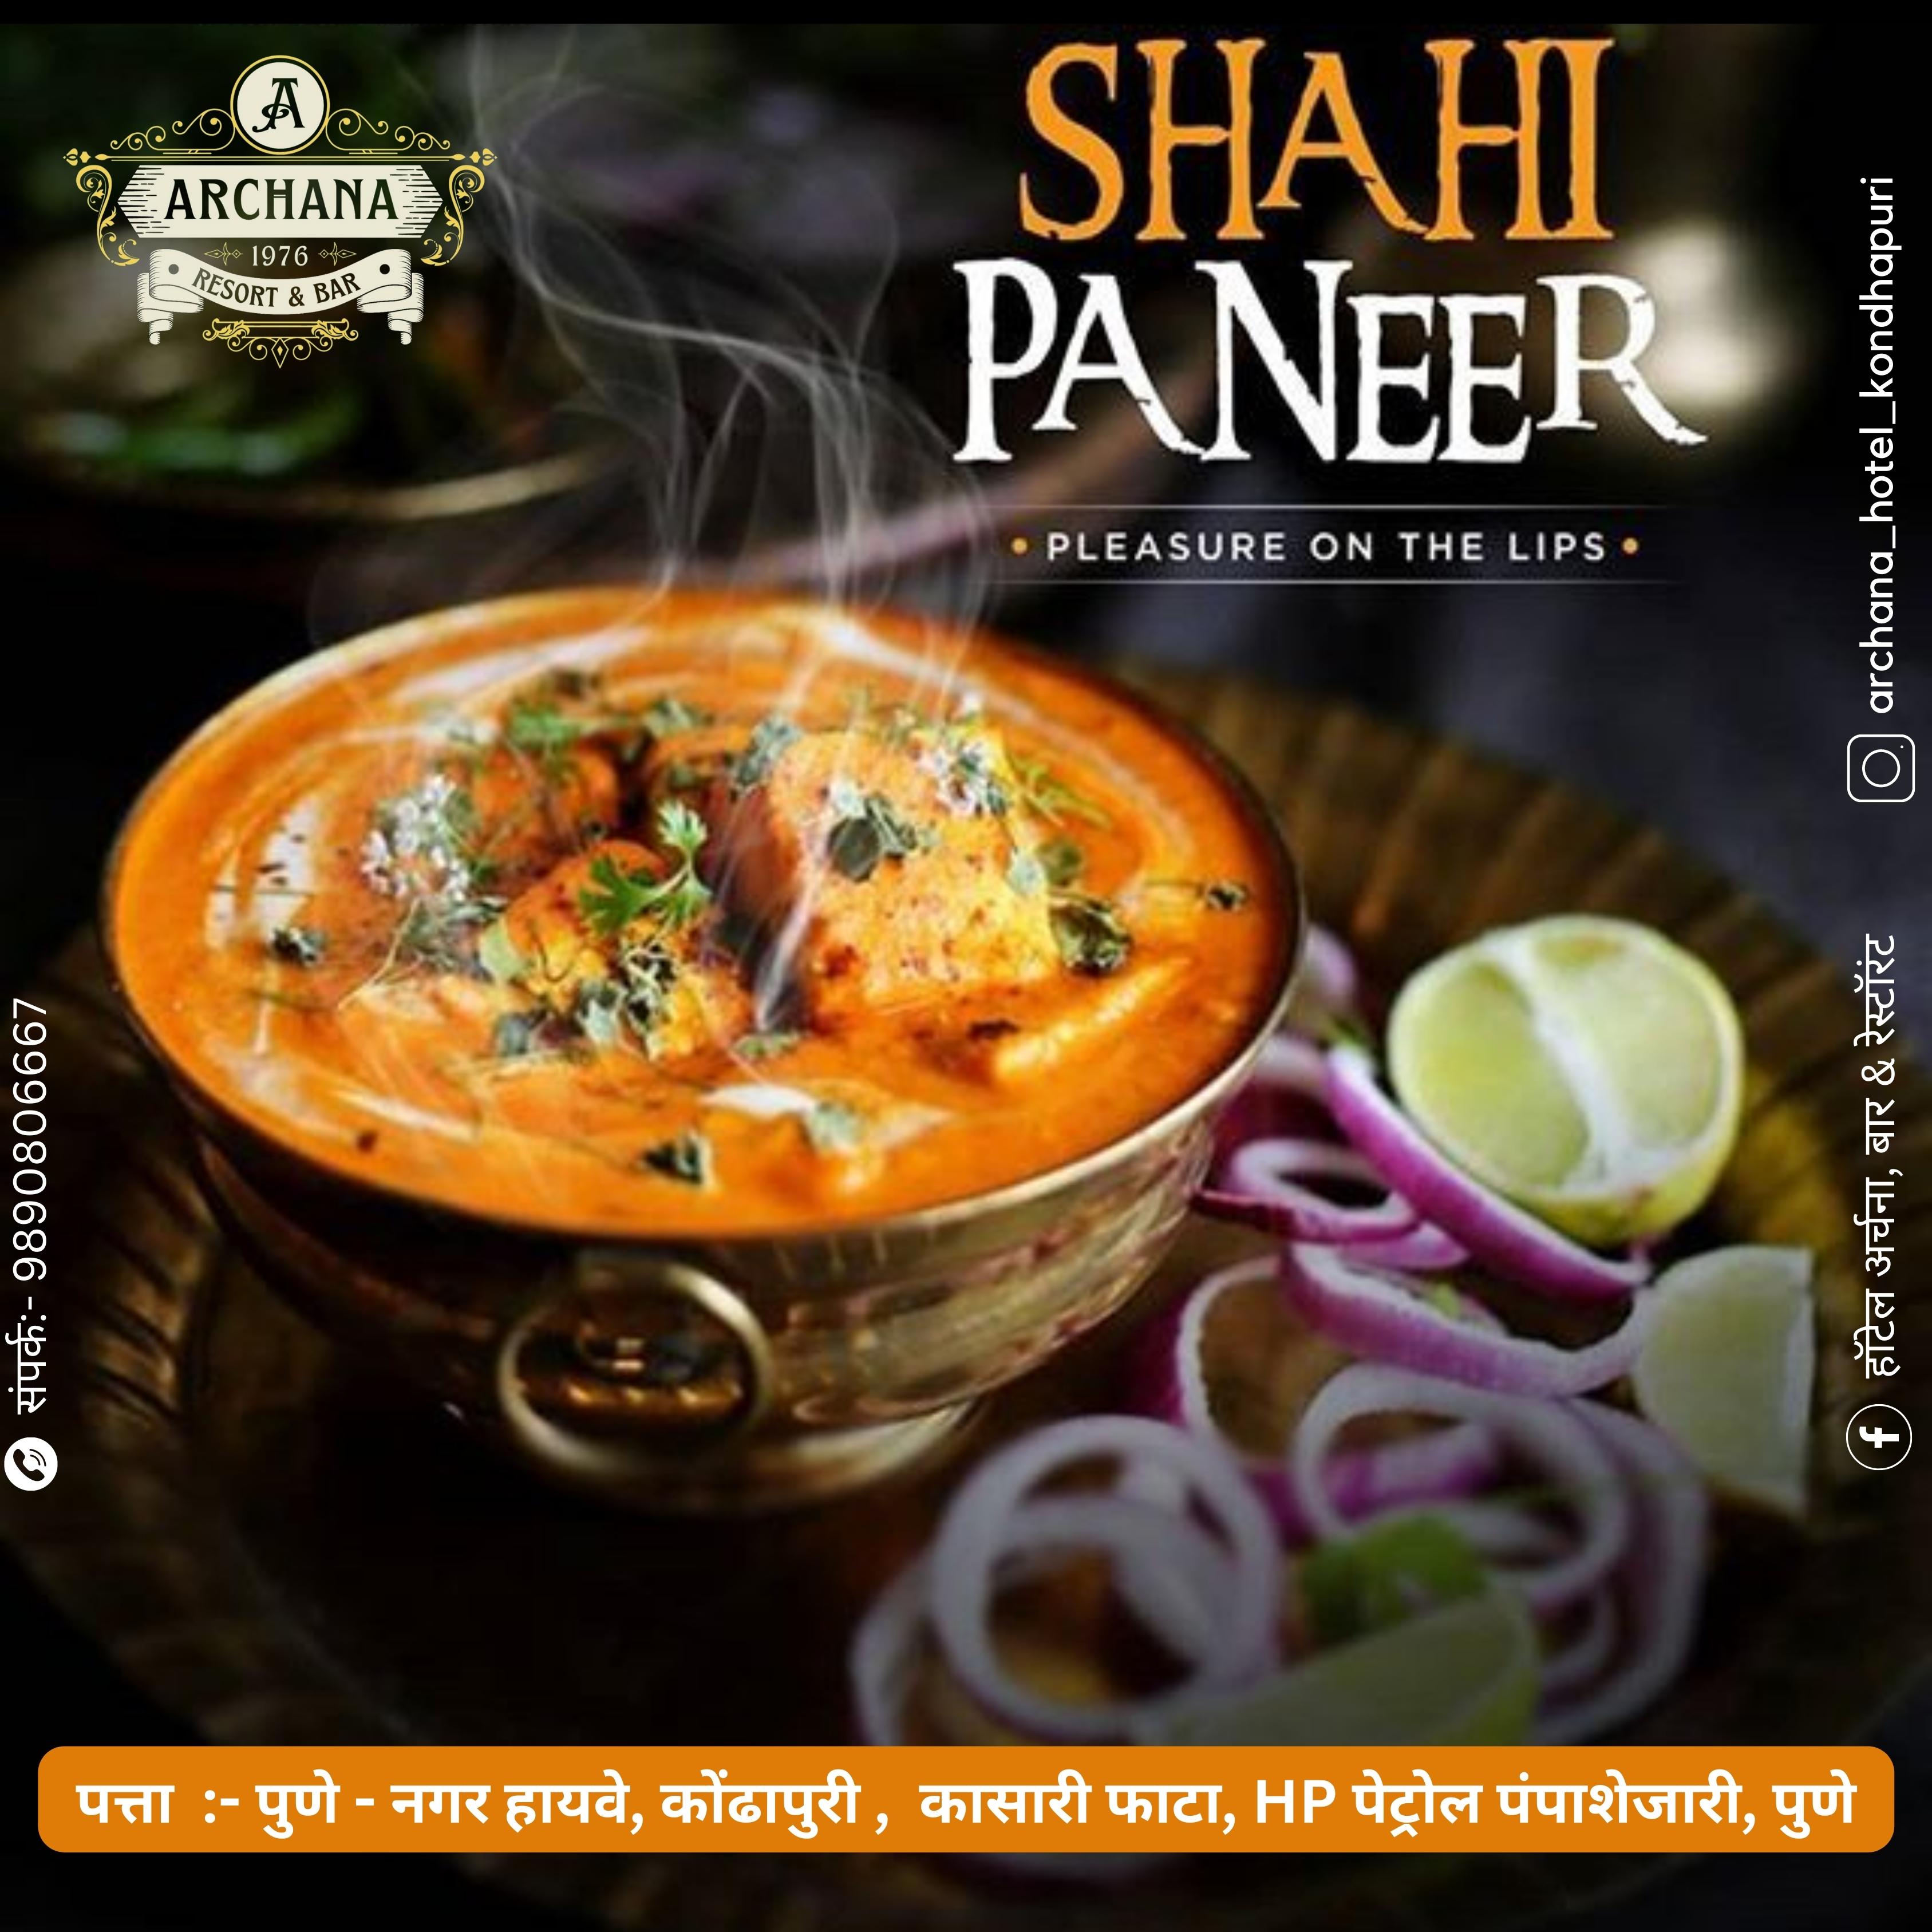 A
ARCHANA
1976
RESORT & BAR
SHAHI
PANEER
• PLEASURE ON THE LIPS •
archana_hotel_kondhapuri
हॉटेल अर्चना, बार & रेस्टॉरंट
संपर्क:- 9890806667
पत्ता :- पुणे - नगर हायवे, कोंढापुरी , कासारी फाटा, HP पेट्रोल पंपाशेजारी, पुणे